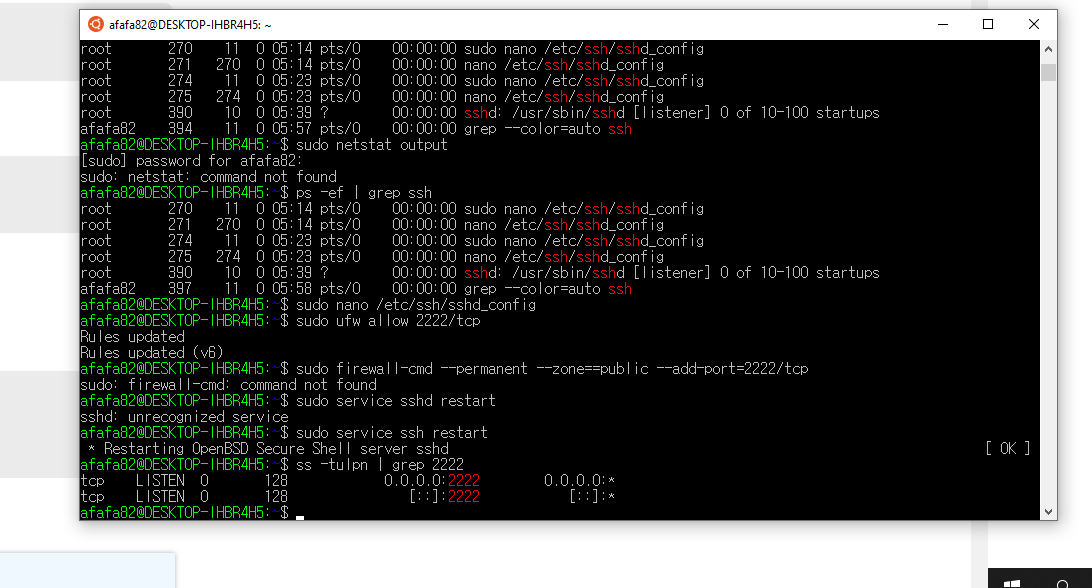 afafa82@DESKTOP-IHBR4H5: ~
root 270 11 0 05:14 pts/0 00:00:00 sudo nano /etc/ssh/sshd_config
root 271 270 0 05:14 pts/0 00:00:00 nano /etc/ssh/sshd_config
root 274 11 0 05:23 pts/0 00:00:00 sudo nano /etc/ssh/sshd_config
root 275 274 0 05:23 pts/0 00:00:00 nano /etc/ssh/sshd_config
root 390 10 0 05:39 ? 00:00:00 sshd: /usr/sbin/sshd [listener] 0 of 10-100 startups
afafa82 394 11 0 05:57 pts/0 00:00:00 grep --color=auto ssh
afafa82@DESKTOP-IHBR4H5:~$ sudo netstat output
[sudo] password for afafa82:
sudo: netstat: command not found
afafa82@DESKTOP-IHBR4H5:~$ ps -ef | grep ssh
root 270 11 0 05:14 pts/0 00:00:00 sudo nano /etc/ssh/sshd_config
root 271 270 0 05:14 pts/0 00:00:00 nano /etc/ssh/sshd_config
root 274 11 0 05:23 pts/0 00:00:00 sudo nano /etc/ssh/sshd_config
root 275 274 0 05:23 pts/0 00:00:00 nano /etc/ssh/sshd_config
root 390 10 0 05:39 ? 00:00:00 sshd: /usr/sbin/sshd [listener] 0 of 10-100 startups
afafa82 397 11 0 05:58 pts/0 00:00:00 grep --color=auto ssh
afafa82@DESKTOP-IHBR4H5:~$ sudo nano /etc/ssh/sshd_config
afafa82@DESKTOP-IHBR4H5:~$ sudo ufw allow 2222/tcp
Rules updated
Rules updated (v6)
afafa82@DESKTOP-IHBR4H5:~$ sudo firewall-cmd --permanent --zone==public --add-port=2222/tcp
sudo: firewall-cmd: command not found
afafa82@DESKTOP-IHBR4H5:~$ sudo service sshd restart
sshd: unrecognized service
afafa82@DESKTOP-IHBR4H5:~$ sudo service ssh restart
* Restarting OpenBSD Secure Shell server sshd [ OK ]
afafa82@DESKTOP-IHBR4H5:~$ ss -tulpn | grep 2222
tcp LISTEN 0 128 0.0.0.0:2222 0.0.0.0:*
tcp LISTEN 0 128 [::]:2222 [::]:*
afafa82@DESKTOP-IHBR4H5:~$